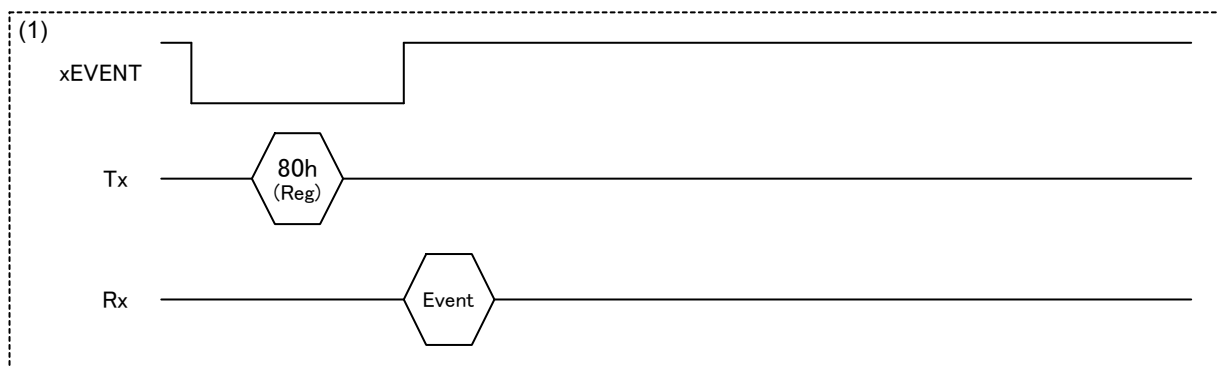 (1)
xEVENT
Tx
80h
(Reg)
Rx
Event